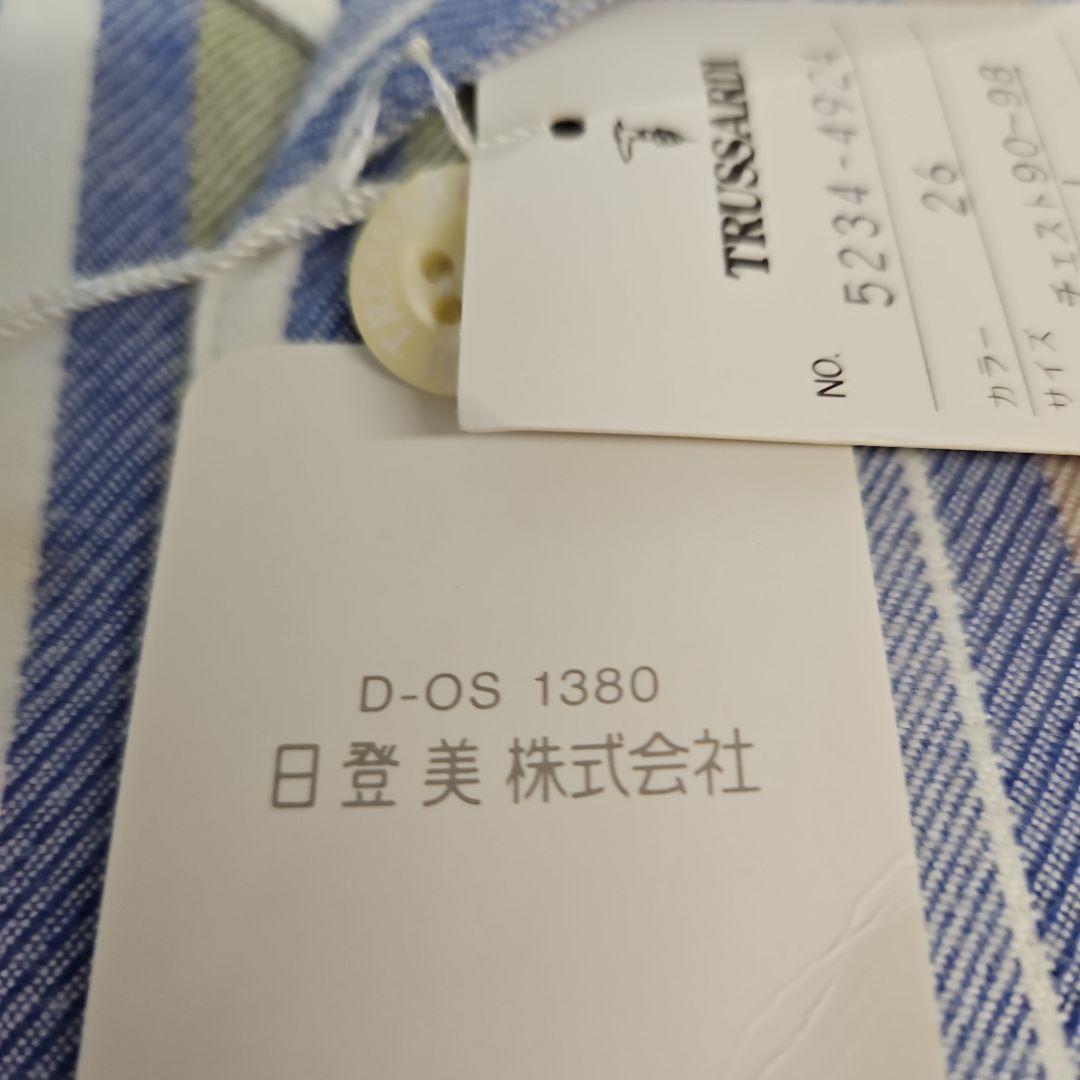 TRUSSARDI
NO. 5234-4924
カラー 26
サイズ チェスト90~98
D-OS 1380
日登美株式会社